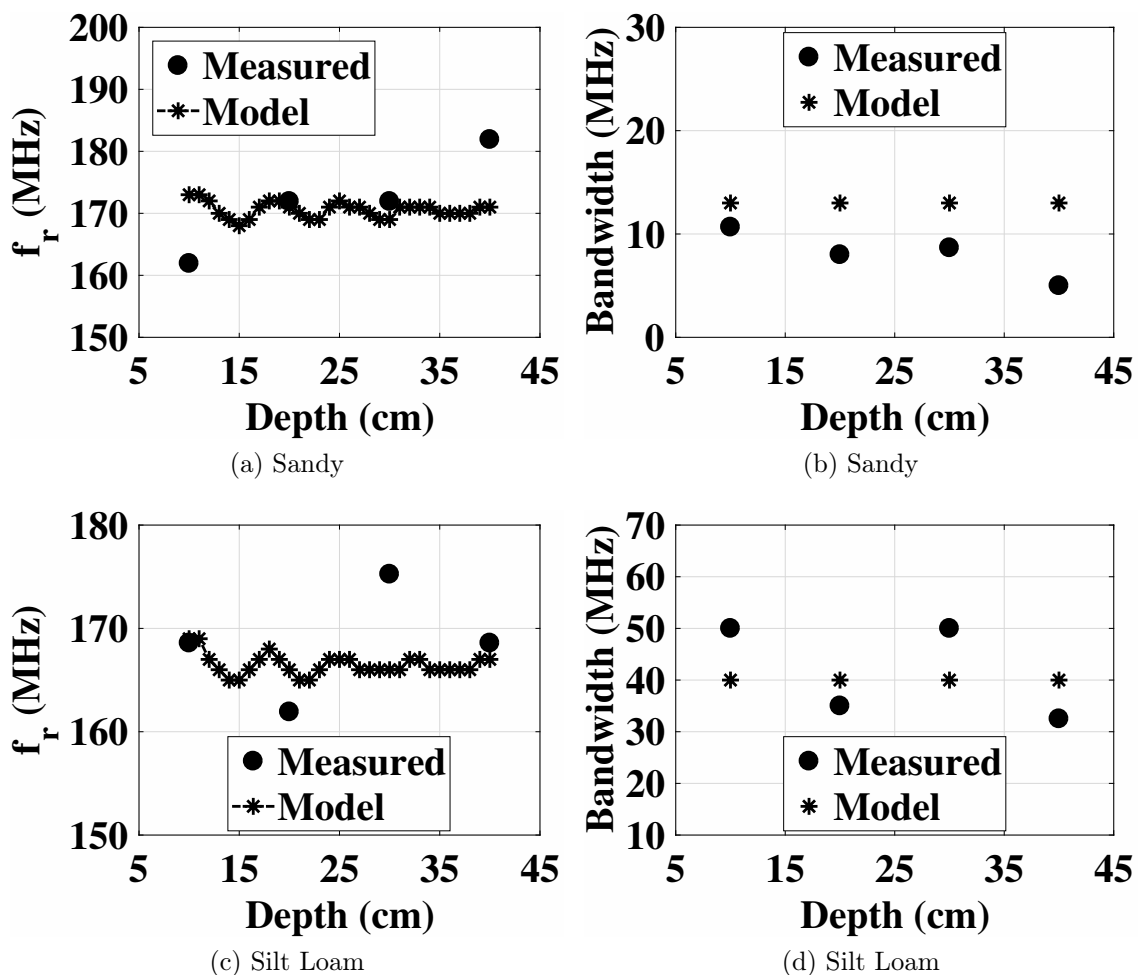 200
190
180
170
160
150
f_r (MHz)
Measured
Model
5 15 25 35 45
Depth (cm)
(a) Sandy
30
20
10
0
Bandwidth (MHz)
Measured
Model
5 15 25 35 45
Depth (cm)
(b) Sandy
180
170
160
150
f_r (MHz)
Measured
Model
5 15 25 35 45
Depth (cm)
(c) Silt Loam
70
60
50
40
30
20
10
Bandwidth (MHz)
Measured
Model
5 15 25 35 45
Depth (cm)
(d) Silt Loam